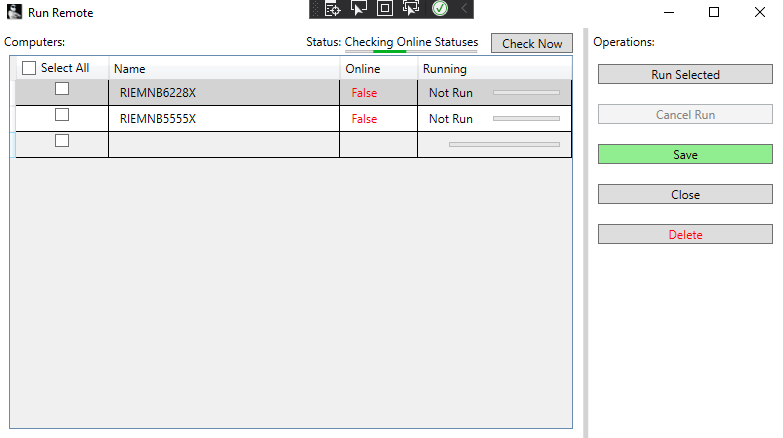 Run Remote
Computers:
Status: Checking Online Statuses
Check Now
Operations:
Select All Name Online Running
RIEMNB6228X False Not Run
RIEMNB5555X False Not Run
Run Selected
Cancel Run
Save
Close
Delete